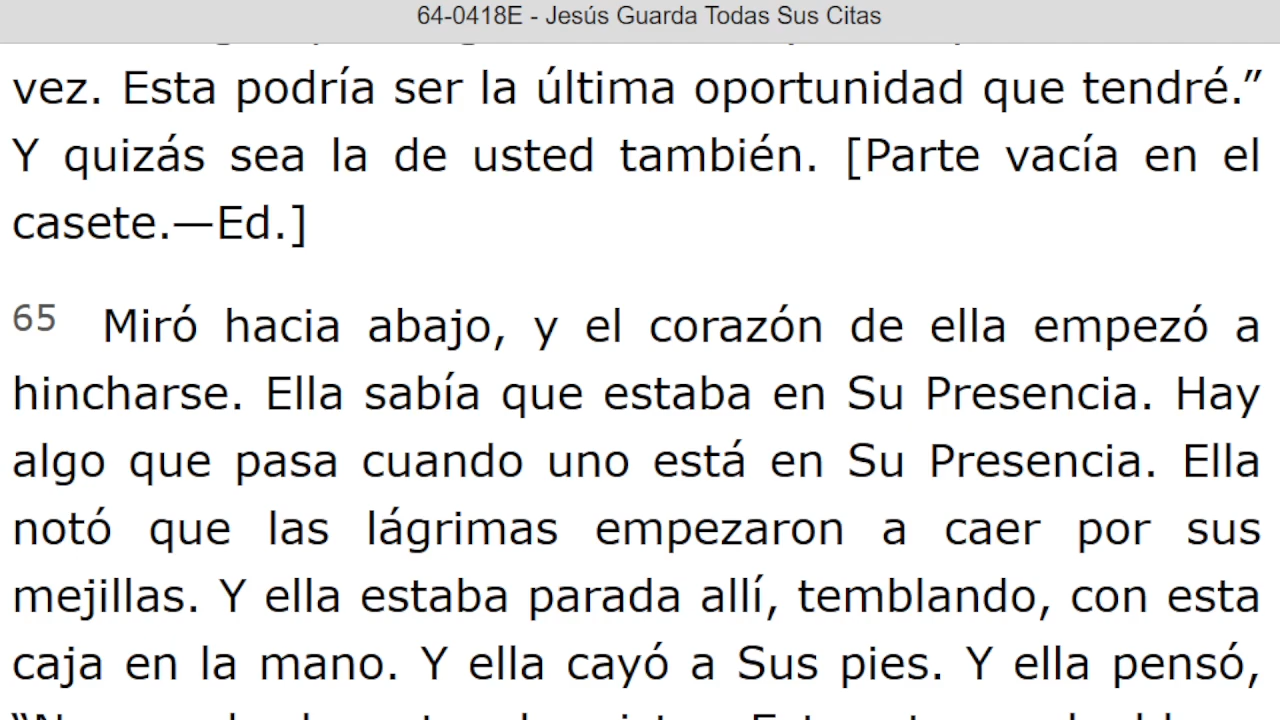 64-0418E - Jesús Guarda Todas Sus Citas
vez. Esta podría ser la última oportunidad que tendré.”
Y quizás sea la de usted también. [Parte vacía en el
casete.—Ed.]
65 Miró hacia abajo, y el corazón de ella empezó a
hincharse. Ella sabía que estaba en Su Presencia. Hay
algo que pasa cuando uno está en Su Presencia. Ella
notó que las lágrimas empezaron a caer por sus
mejillas. Y ella estaba parada allí, temblando, con esta
caja en la mano. Y ella cayó a Sus pies. Y ella pensó,